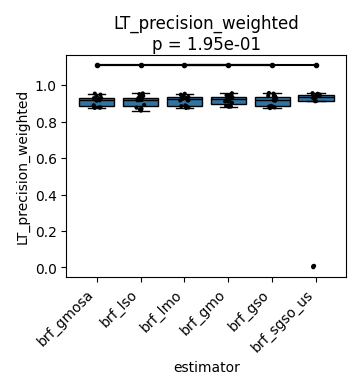 LT_precision_weighted
p = 1.95e-01
LT_precision_weighted
1.0
0.8
0.6
0.4
0.2
0.0
brf_gmosa
brf_lso
brf_lmo
brf_gmo
brf_gso
brf_sgso_us
estimator